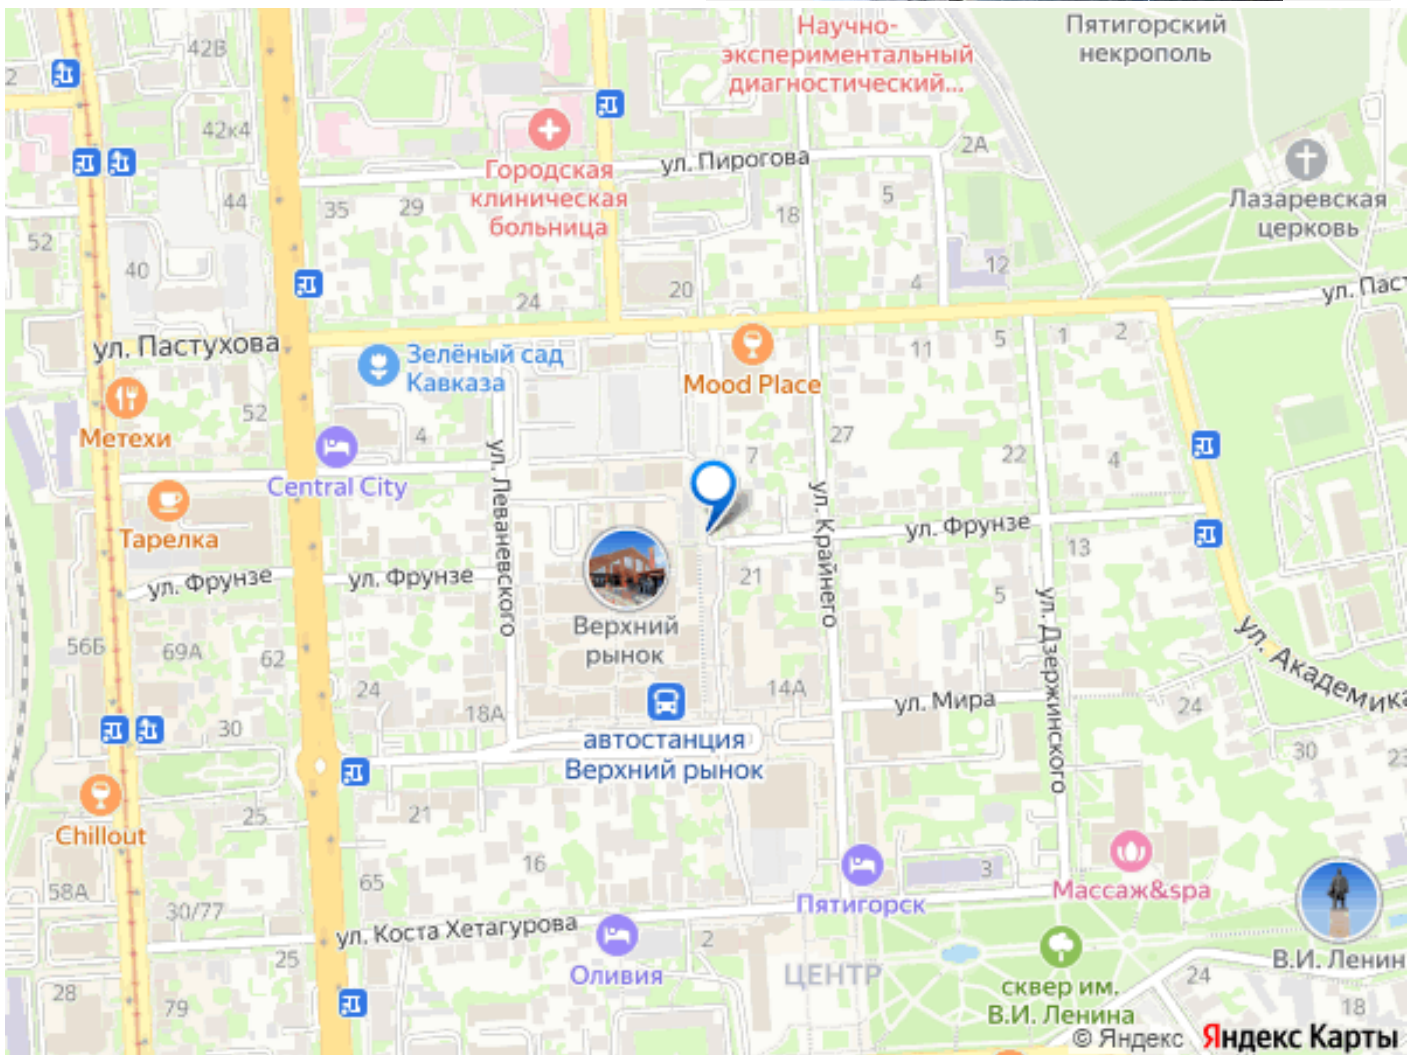 Научно-
экспериментальный
диагностический...
Пятигорский
некрополь
42В
2
42к4
2А
ул. Пирогова
Городская
клиническая
больница
Лазаревская
церковь
44
35
29
18
5
52
40
12
20
4
24
ул. Паст
ул. Пастухова
Зелёный сад
Кавказа
Mood Place
11
5
1
2
Метехи
52
4
27
22
4
7
Central City
ул. Леваневского
ул. Крайнего
Тарелка
ул. Фрунзе
13
ул. Фрунзе
ул. Фрунзе
21
5
ул. Дзержинского
Верхний
рынок
56Б
69А
62
ул. Академика
24
18А
14А
ул. Мира
24
30
автостанция
Верхний рынок
30
23
Chillout
25
21
16
3
Массаж&spa
58А
65
Пятигорск
30/77
ул. Коста Хетагурова
2
25
Оливия
ЦЕНТР
В.И. Ленин
24
сквер им.
В.И. Ленина
28
79
18
© Яндекс Яндекс Карты